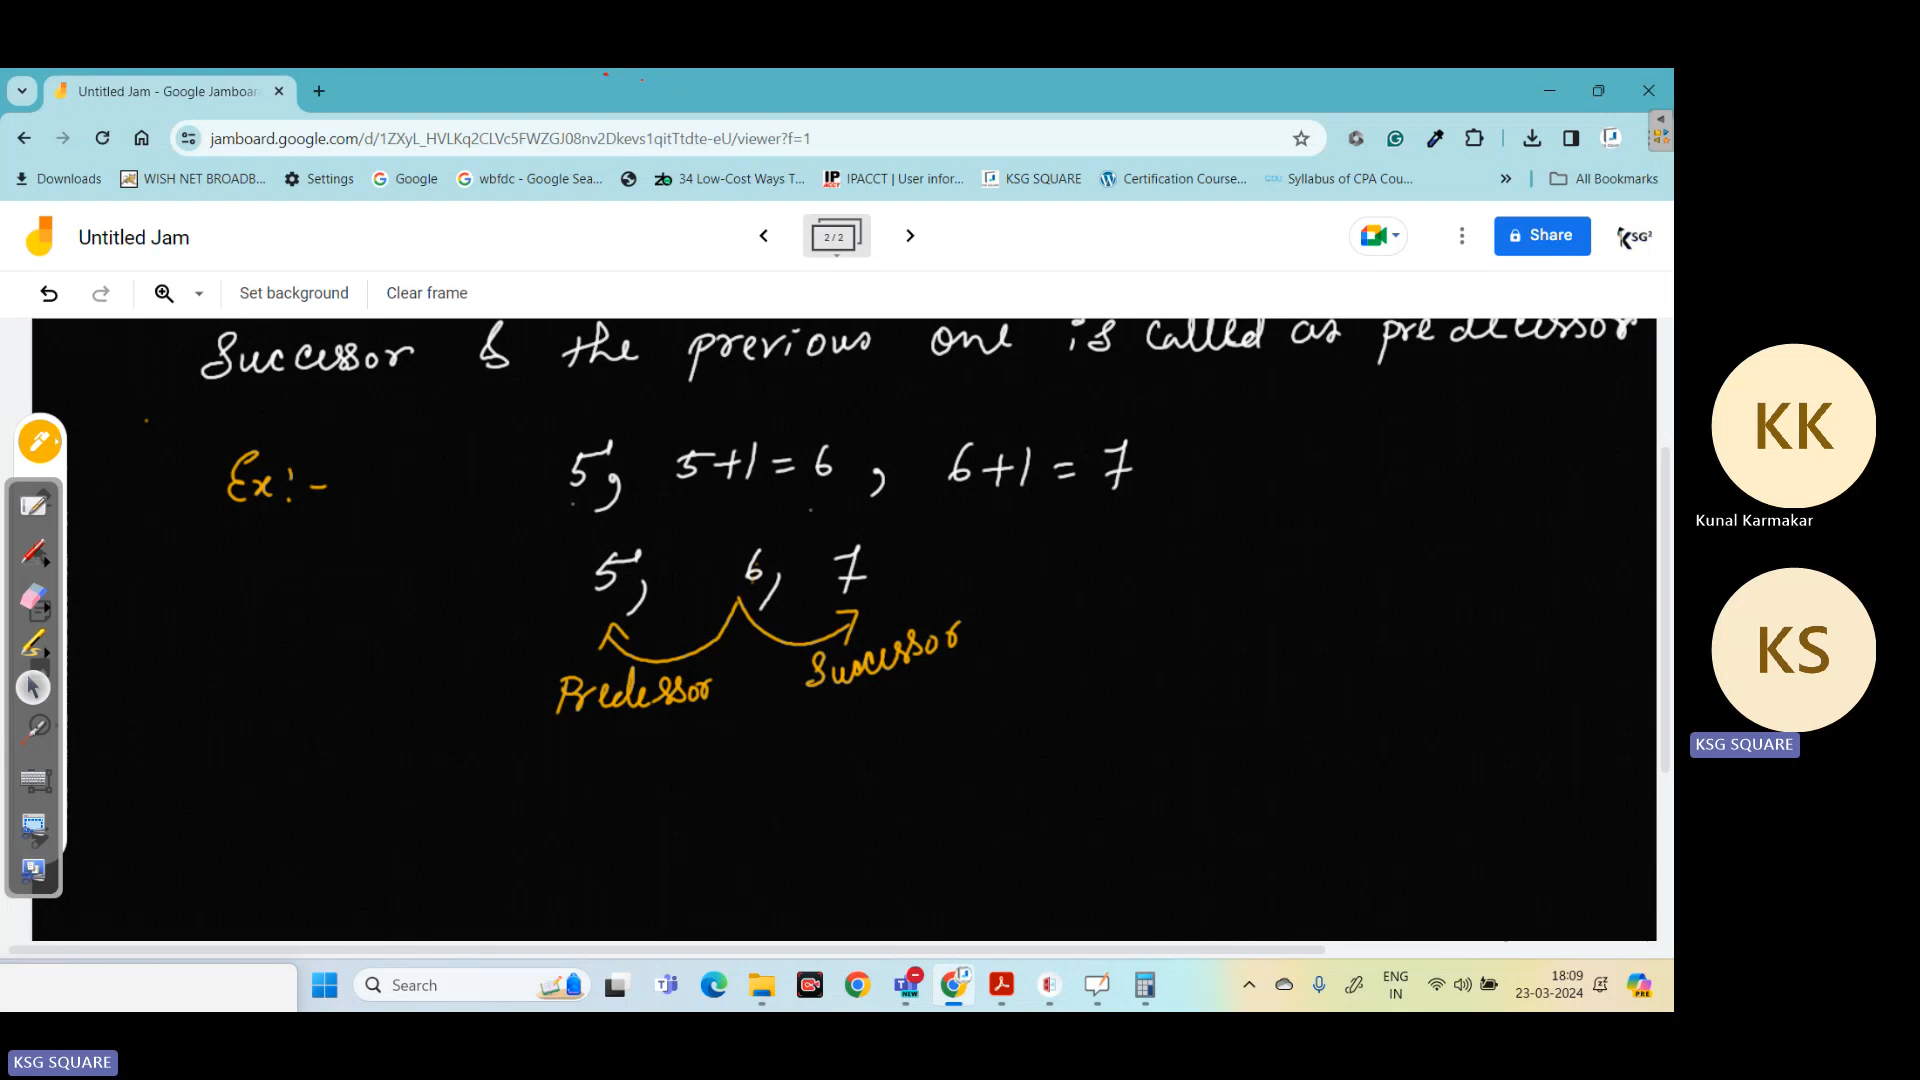 Untitled Jam - Google Jamboar
jamboard.google.com/d/1ZXyL_HVLKq2CLVc5FWZGJ08nv2Dkevs1qitTtdte-eU/viewer?f=1
Downloads WISH NET BROADB... Settings Google wbfdc - Google Sea... 34 Low-Cost Ways T... IPACCT | User infor... KSG SQUARE Certification Course... Syllabus of CPA Cou... » All Bookmarks
Untitled Jam 2 / 2 Share KSG²
Set background Clear frame
Successor & the previous one is called as predecessor
Ex:- 5, 5+1=6, 6+1=7
5, 6, 7
Predessor Successor
KK
Kunal Karmakar
KS
KSG SQUARE
Search ENG IN 18:09 23-03-2024
KSG SQUARE